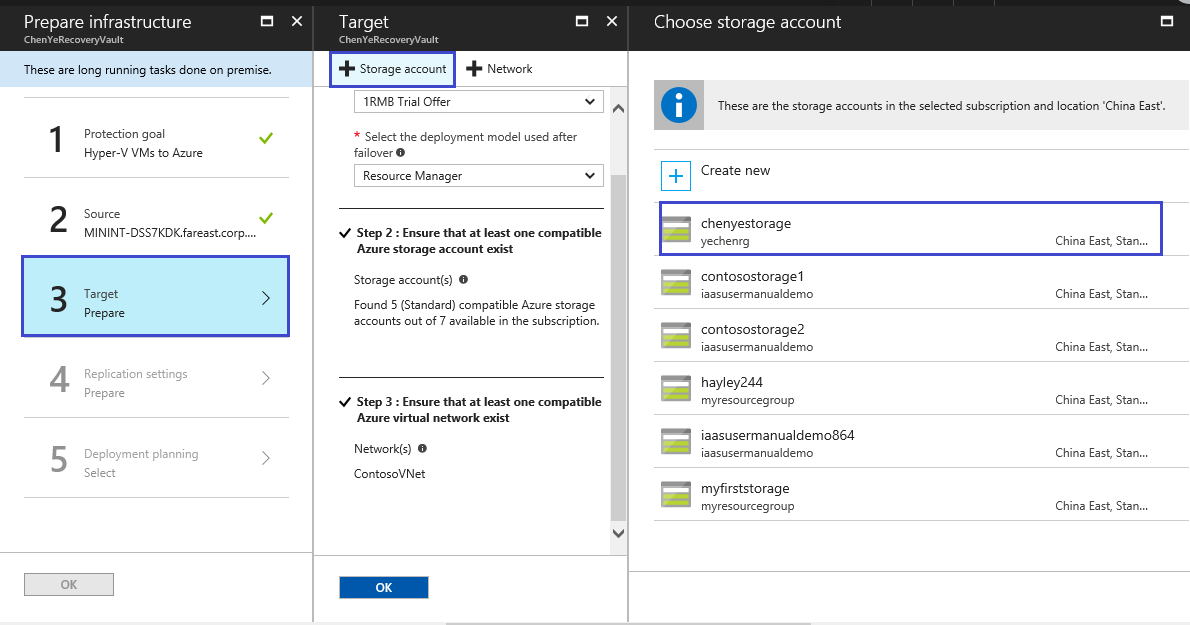 Prepare infrastructure
ChenYeRecoveryVault
These are long running tasks done on premise.
1
Protection goal
Hyper-V VMs to Azure
2
Source
MININT-DSS7KDK.fareast.corp....
3
Target
Prepare
4
Replication settings
Prepare
5
Deployment planning
Select
OK
Target
ChenYeRecoveryVault
Storage account
Network
1RMB Trial Offer
* Select the deployment model used after
failover
Resource Manager
Step 2 : Ensure that at least one compatible
Azure storage account exist
Storage account(s)
Found 5 (Standard) compatible Azure storage
accounts out of 7 available in the subscription.
Step 3 : Ensure that at least one compatible
Azure virtual network exist
Network(s)
ContosoVNet
OK
Choose storage account
These are the storage accounts in the selected subscription and location 'China East'.
Create new
chenyestorage
yechenrg
China East, Stan...
contosostorage1
iaasusermanualdemo
China East, Stan...
contosostorage2
iaasusermanualdemo
China East, Stan...
hayley244
myresourcegroup
China East, Stan...
iaasusermanualdemo864
iaasusermanualdemo
China East, Stan...
myfirststorage
myresourcegroup
China East, Stan...